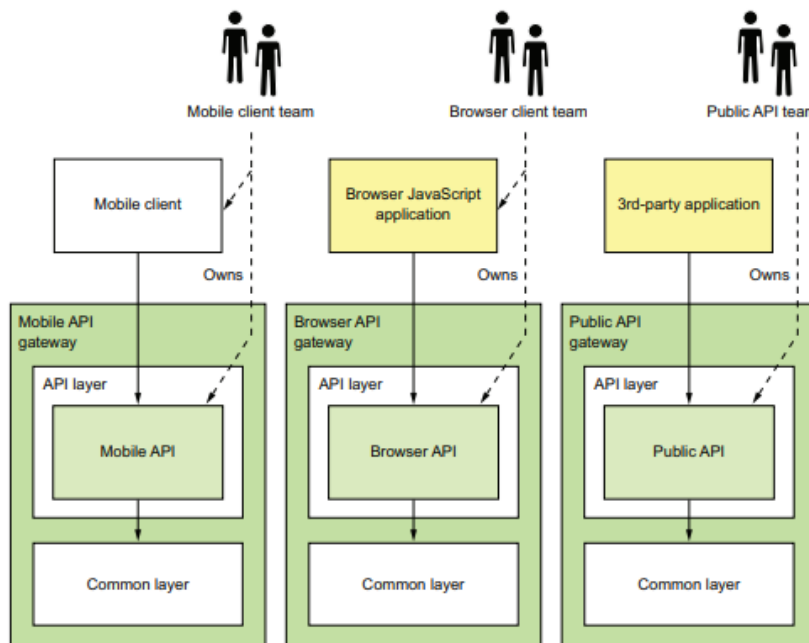 Mobile client team
Browser client team
Public API team
Mobile client
Browser JavaScript
application
3rd-party application
Owns
Owns
Owns
Mobile API
gateway
Browser API
gateway
Public API
gateway
API layer
API layer
API layer
Mobile API
Browser API
Public API
Common layer
Common layer
Common layer